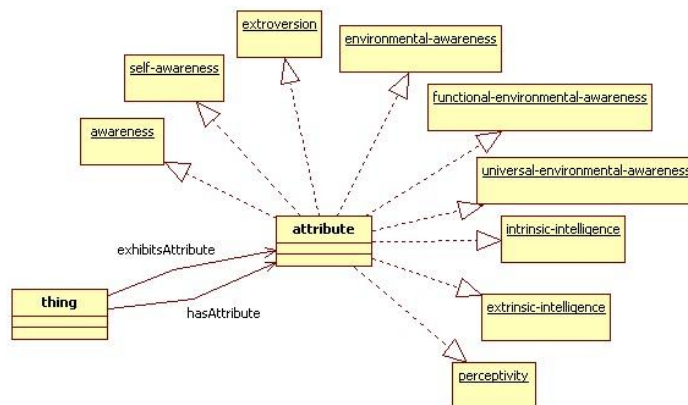 extroversion
environmental-awareness
self-awareness
functional-environmental-awareness
awareness
universal-environmental-awareness
attribute
intrinsic-intelligence
exhibitsAttribute
thing
extrinsic-intelligence
hasAttribute
perceptivity